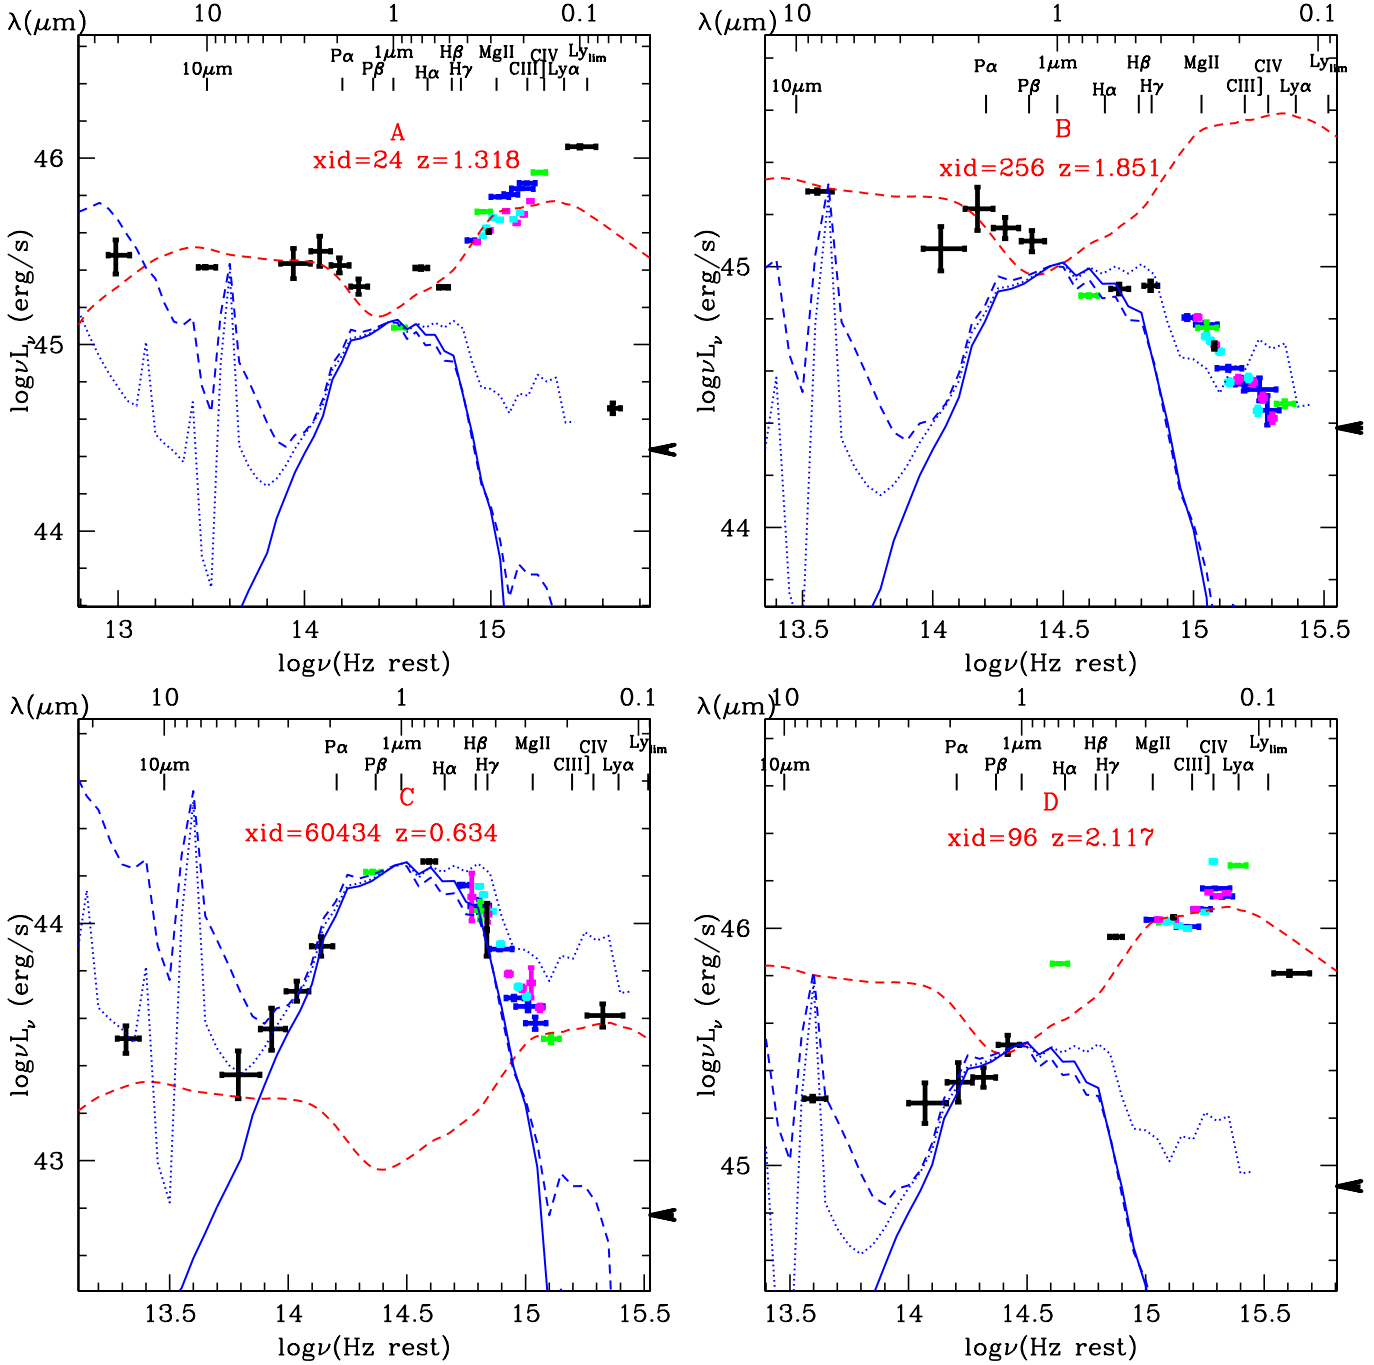 λ(μm) 10 1 0.1
Pα 1μm Hβ MgII CIV Ly_lim
10μm Pβ Hα Hγ CIII] Lyα
A
xid=24 z=1.318
46
45
44
logνL_ν (erg/s)
13 14 15
logν(Hz rest)
λ(μm) 10 1 0.1
Pα 1μm Hβ MgII CIV Ly_lim
10μm Pβ Hα Hγ CIII] Lyα
B
xid=256 z=1.851
45
44
logνL_ν (erg/s)
13.5 14 14.5 15 15.5
logν(Hz rest)
λ(μm) 10 1 0.1
Pα 1μm Hβ MgII CIV Ly_lim
10μm Pβ Hα Hγ CIII] Lyα
C
xid=60434 z=0.634
44
43
logνL_ν (erg/s)
13.5 14 14.5 15 15.5
logν(Hz rest)
λ(μm) 10 1 0.1
Pα 1μm Hβ MgII CIV Ly_lim
10μm Pβ Hα Hγ CIII] Lyα
D
xid=96 z=2.117
46
45
logνL_ν (erg/s)
13.5 14 14.5 15 15.5
logν(Hz rest)